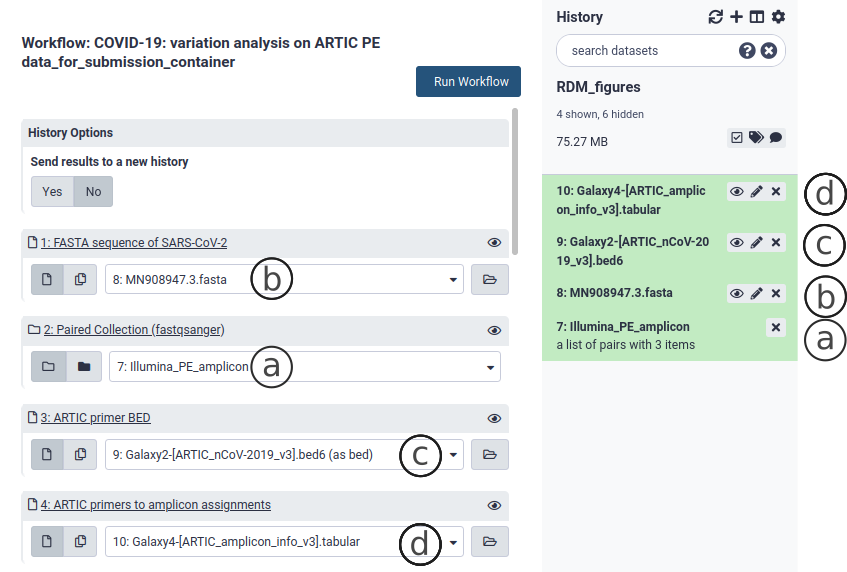 Workflow: COVID-19: variation analysis on ARTIC PE
data_for_submission_container
Run Workflow
History Options
Send results to a new history
Yes No
1: FASTA sequence of SARS-CoV-2
8: MN908947.3.fasta
b
2: Paired Collection (fastqsanger)
7: Illumina_PE_amplicon
a
3: ARTIC primer BED
9: Galaxy2-[ARTIC_nCoV-2019_v3].bed6 (as bed)
c
4: ARTIC primers to amplicon assignments
10: Galaxy4-[ARTIC_amplicon_info_v3].tabular
d
History
search datasets
RDM_figures
4 shown, 6 hidden
75.27 MB
10: Galaxy4-[ARTIC_amplic
on_info_v3].tabular
d
9: Galaxy2-[ARTIC_nCoV-20
19_v3].bed6
c
8: MN908947.3.fasta
b
7: Illumina_PE_amplicon
a list of pairs with 3 items
a